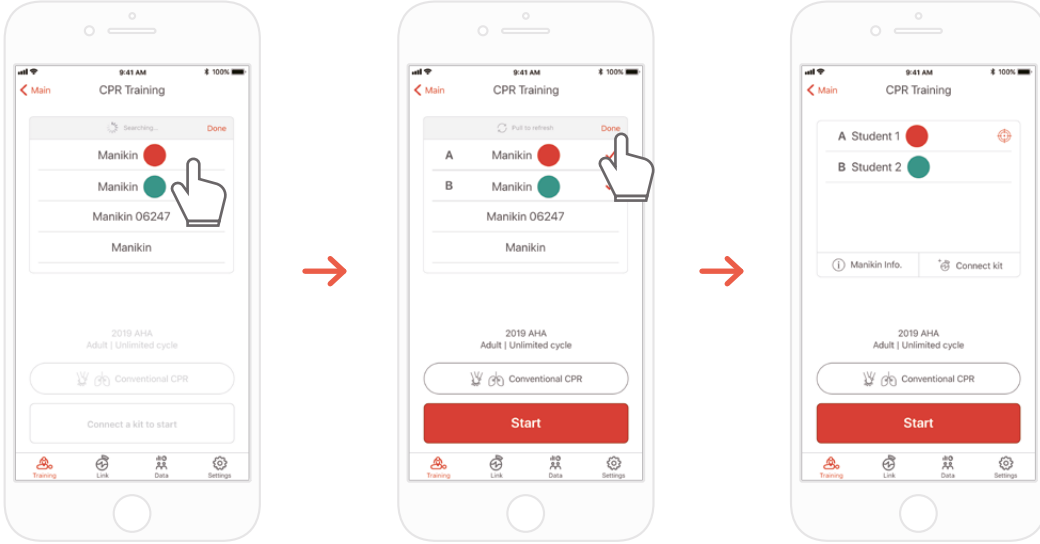 9:41 AM
100%
Main
CPR Training
Searching...
Done
Manikin
Manikin
Manikin 06247
Manikin
2019 AHA
Adult | Unlimited cycle
Conventional CPR
Connect a kit to start
Training
Link
Data
Settings
9:41 AM
100%
Main
CPR Training
Pull to refresh
Done
A Manikin
B Manikin
Manikin 06247
Manikin
2019 AHA
Adult | Unlimited cycle
Conventional CPR
Start
Training
Link
Data
Settings
9:41 AM
100%
Main
CPR Training
A Student 1
B Student 2
Manikin Info.
Connect kit
2019 AHA
Adult | Unlimited cycle
Conventional CPR
Start
Training
Link
Data
Settings